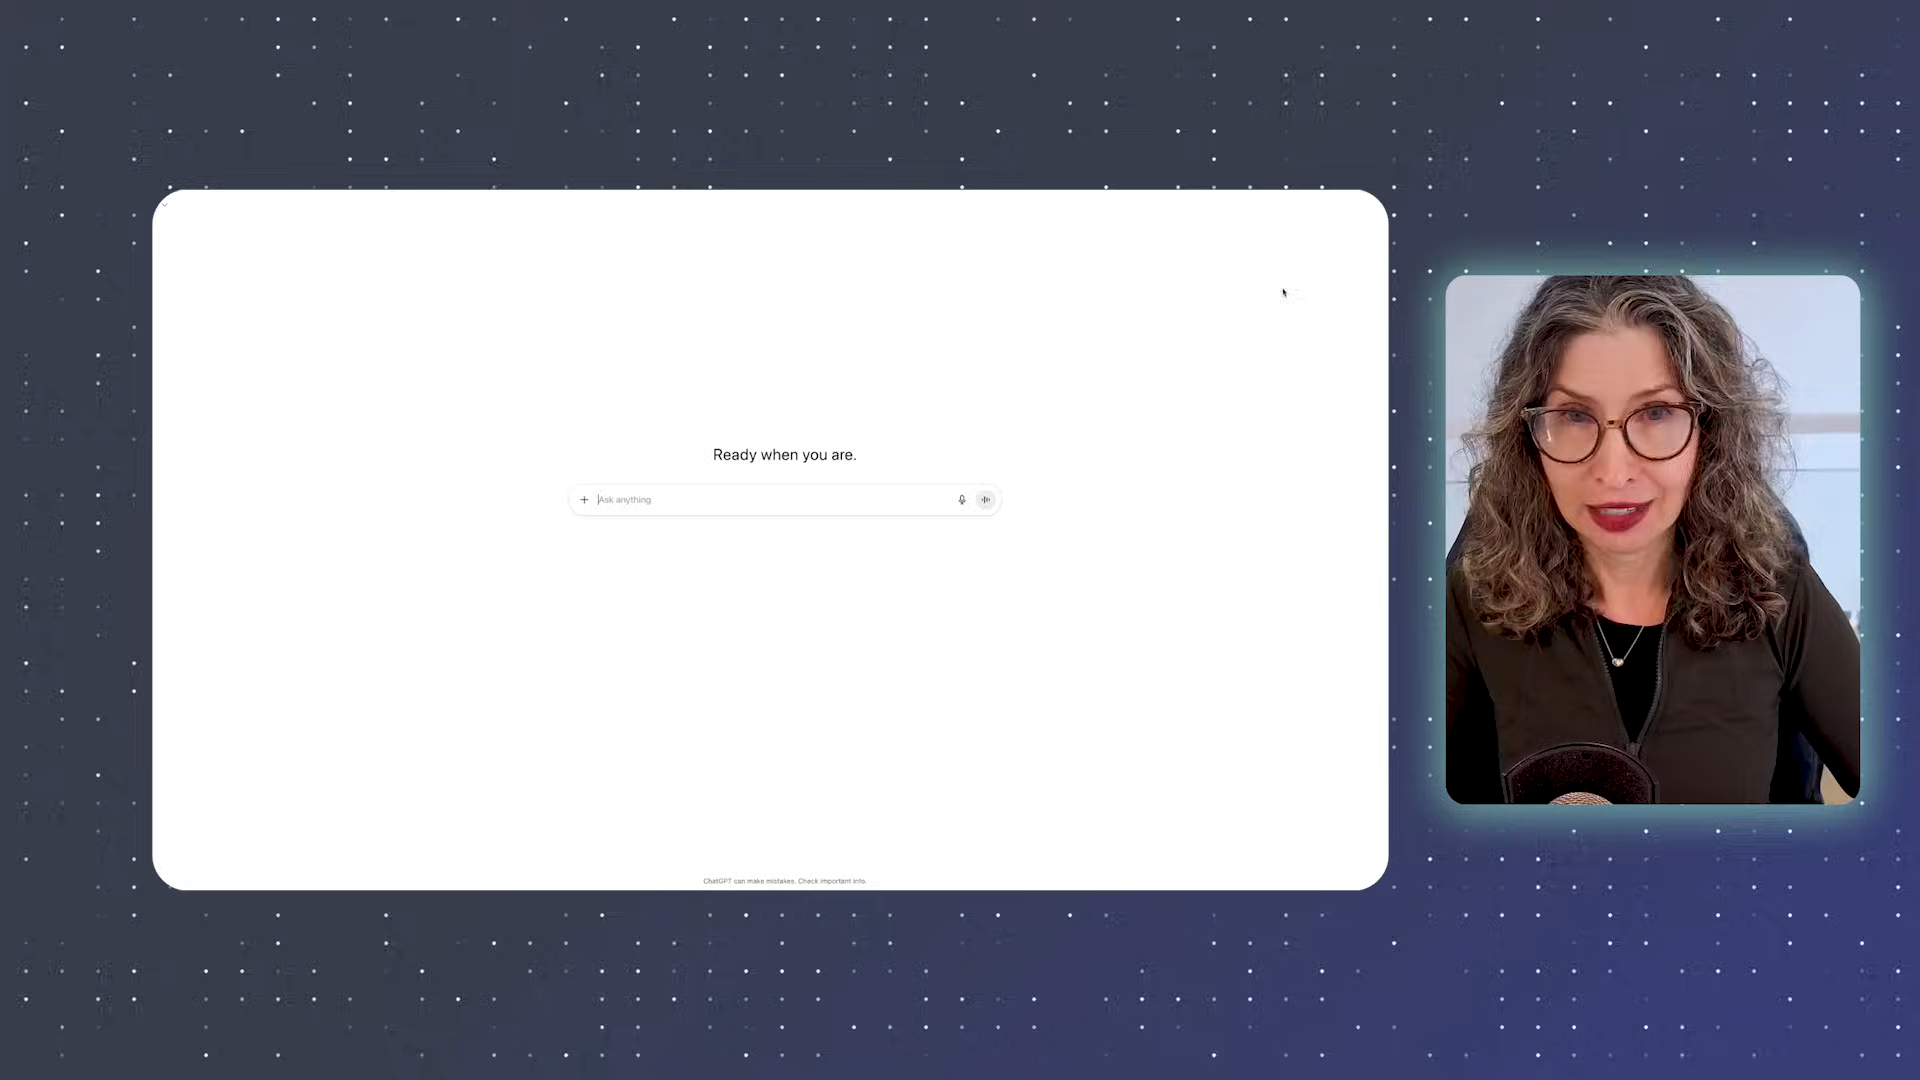 Ready when you are.
Ask anything
ChatGPT can make mistakes. Check important info.